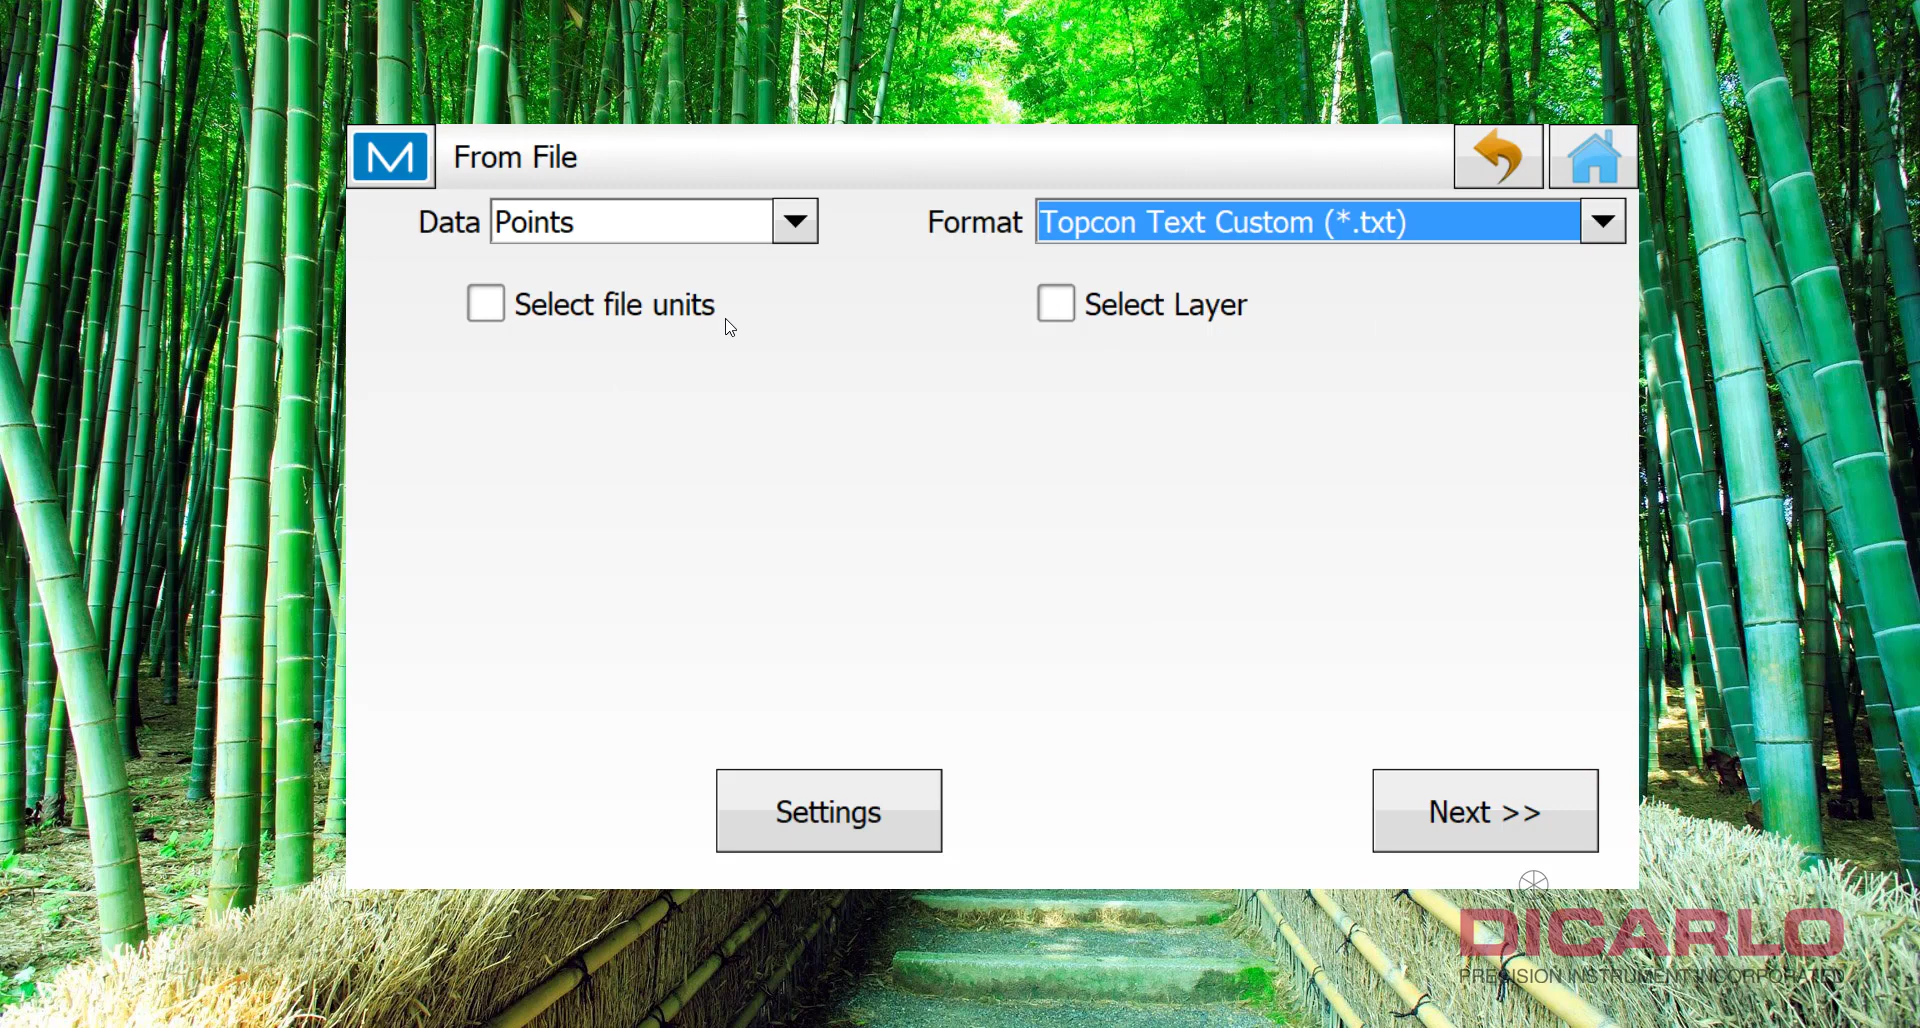 From File
Data Points
Format Topcon Text Custom (*.txt)
Select file units
Select Layer
Settings
Next >>
DICARLO
PRECISION INSTRUMENT INCORPORATED